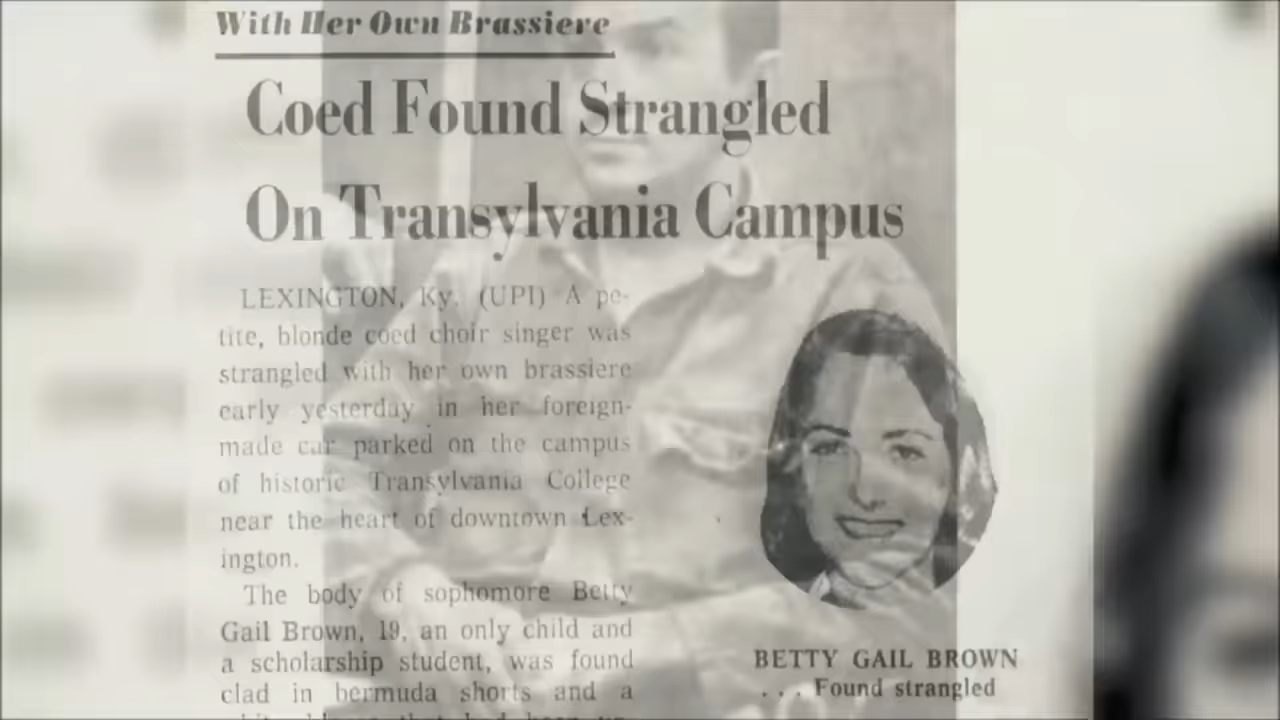 With Her Own Brassiere
Coed Found Strangled
On Transylvania Campus
LEXINGTON, Ky. (UPI) A pe-
tite, blonde coed choir singer was
strangled with her own brassiere
early yesterday in her foreign-
made car parked on the campus
of historic Transylvania College
near the heart of downtown Lex-
ington.
The body of sophomore Betty
Gail Brown, 19, an only child and
a scholarship student, was found
clad in bermuda shorts and a
BETTY GAIL BROWN
. . . Found strangled